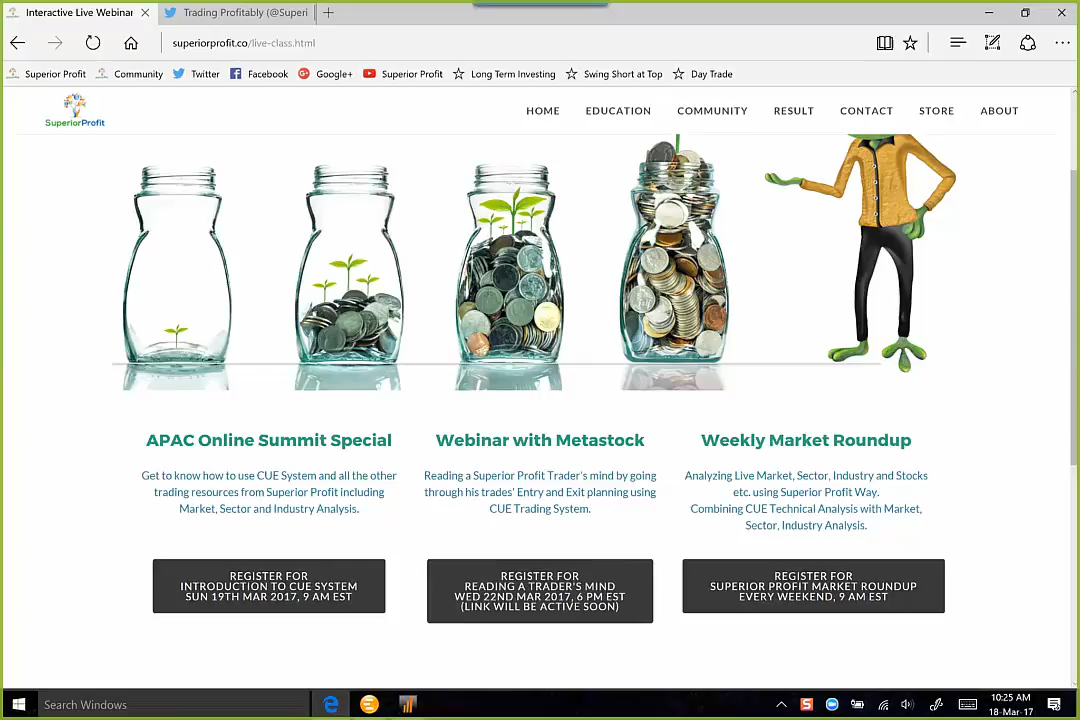 Interactive Live Webinar
Trading Profitably (@Superi
superiorprofit.co/live-class.html
Superior Profit
Community
Twitter
Facebook
Google+
Superior Profit
Long Term Investing
Swing Short at Top
Day Trade
SuperiorProfit
HOME
EDUCATION
COMMUNITY
RESULT
CONTACT
STORE
ABOUT
APAC Online Summit Special
Get to know how to use CUE System and all the other
trading resources from Superior Profit including
Market, Sector and Industry Analysis.
REGISTER FOR
INTRODUCTION TO CUE SYSTEM
SUN 19TH MAR 2017, 9 AM EST
Webinar with Metastock
Reading a Superior Profit Trader's mind by going
through his trades' Entry and Exit planning using
CUE Trading System.
REGISTER FOR
READING A TRADER'S MIND
WED 22ND MAR 2017, 6 PM EST
(LINK WILL BE ACTIVE SOON)
Weekly Market Roundup
Analyzing Live Market, Sector, Industry and Stocks
etc. using Superior Profit Way.
Combining CUE Technical Analysis with Market,
Sector, Industry Analysis.
REGISTER FOR
SUPERIOR PROFIT MARKET ROUNDUP
EVERY WEEKEND, 9 AM EST
Search Windows
10:25 AM
18-Mar-17